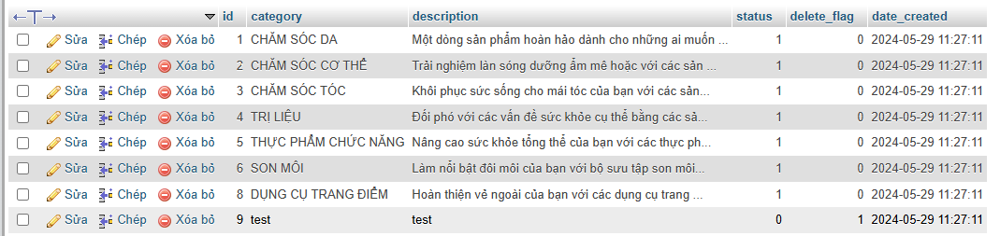 id category description status delete_flag date_created
Sửa Chép Xóa bỏ 1 CHĂM SÓC DA Một dòng sản phẩm hoàn hảo dành cho những ai muốn ... 1 0 2024-05-29 11:27:11
Sửa Chép Xóa bỏ 2 CHĂM SÓC CƠ THỂ Trải nghiệm làn sóng dưỡng ẩm mê hoặc với các sản ... 1 0 2024-05-29 11:27:11
Sửa Chép Xóa bỏ 3 CHĂM SÓC TÓC Khôi phục sức sống cho mái tóc của bạn với các sản... 1 0 2024-05-29 11:27:11
Sửa Chép Xóa bỏ 4 TRỊ LIỆU Đối phó với các vấn đề sức khỏe cụ thể bằng các sả... 1 0 2024-05-29 11:27:11
Sửa Chép Xóa bỏ 5 THỰC PHẨM CHỨC NĂNG Nâng cao sức khỏe tổng thể của bạn với các thực ph... 1 0 2024-05-29 11:27:11
Sửa Chép Xóa bỏ 6 SON MÔI Làm nổi bật đôi môi của bạn với bộ sưu tập son môi... 1 0 2024-05-29 11:27:11
Sửa Chép Xóa bỏ 8 DỤNG CỤ TRANG ĐIỂM Hoàn thiện vẻ ngoài của bạn với các dụng cụ trang ... 1 0 2024-05-29 11:27:11
Sửa Chép Xóa bỏ 9 test test 0 1 2024-05-29 11:27:11